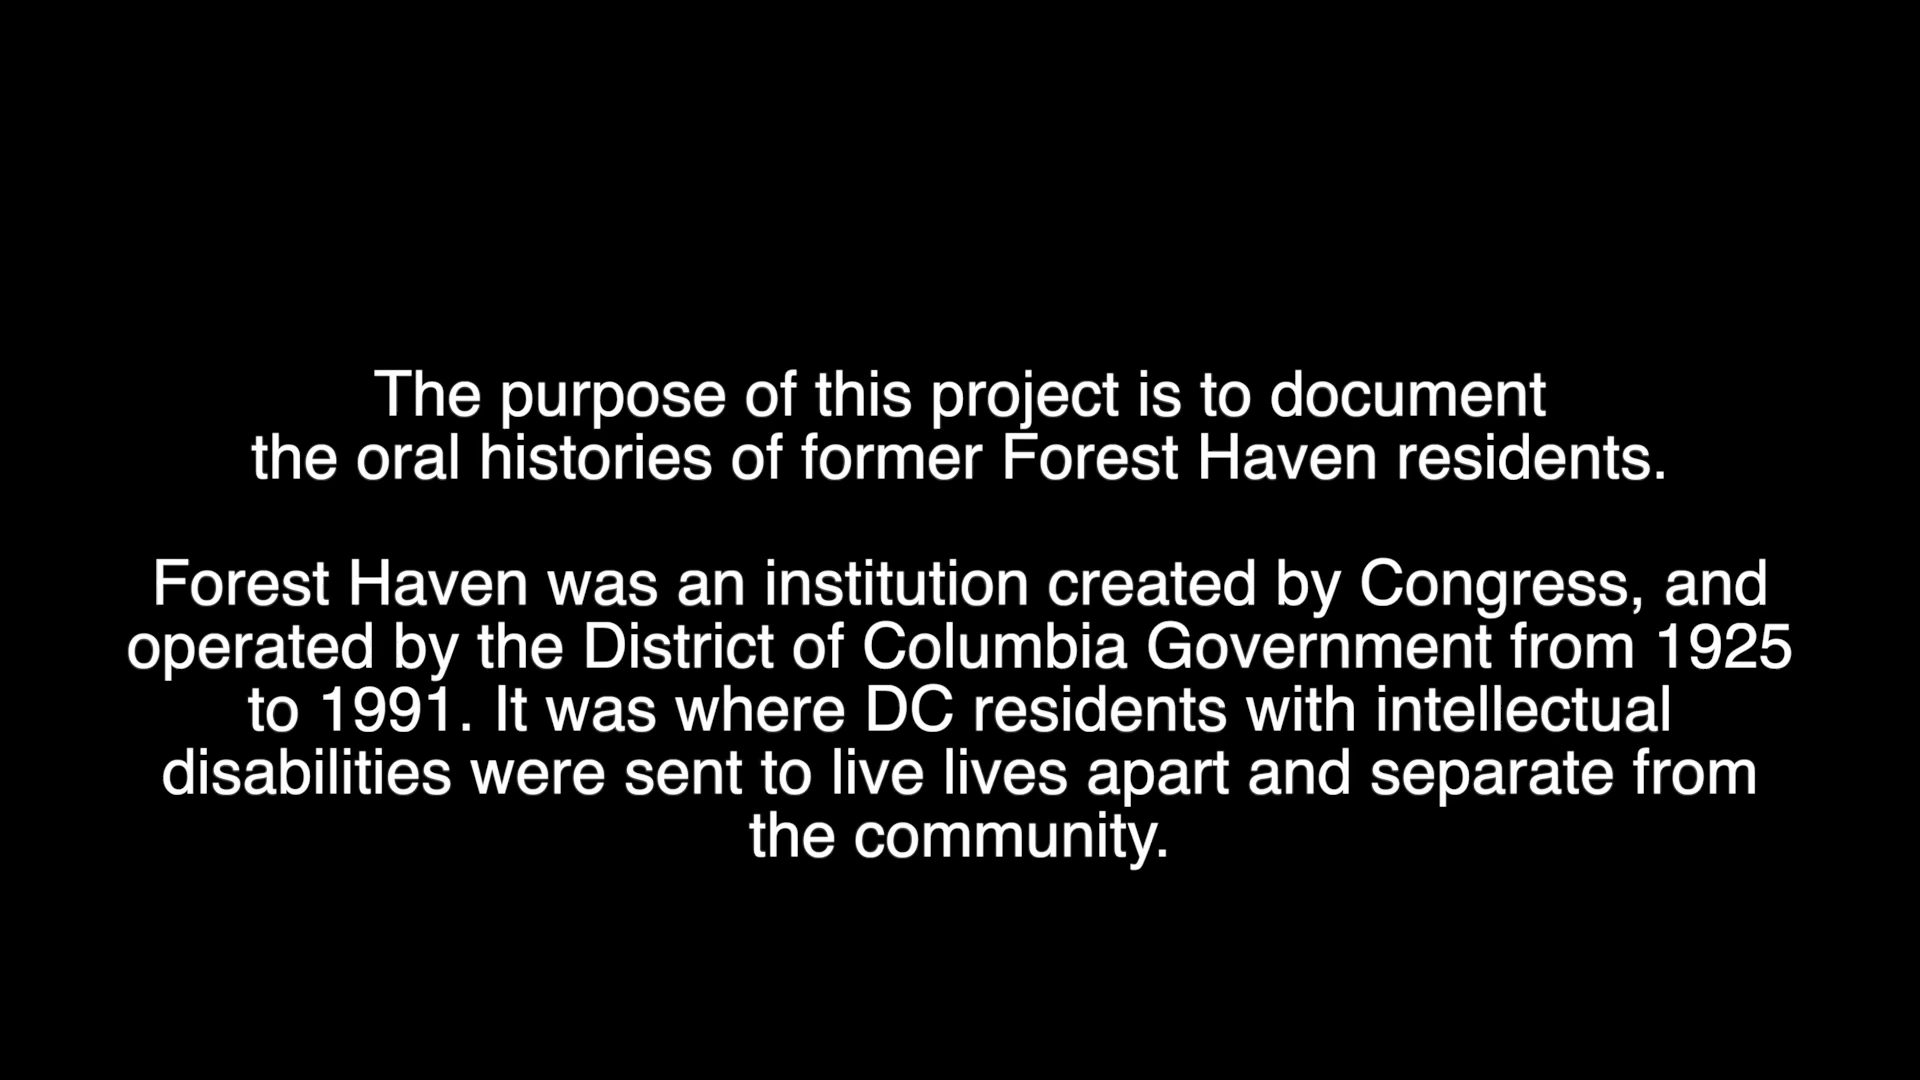 The purpose of this project is to document
the oral histories of former Forest Haven residents.
Forest Haven was an institution created by Congress, and
operated by the District of Columbia Government from 1925
to 1991. It was where DC residents with intellectual
disabilities were sent to live lives apart and separate from
the community.